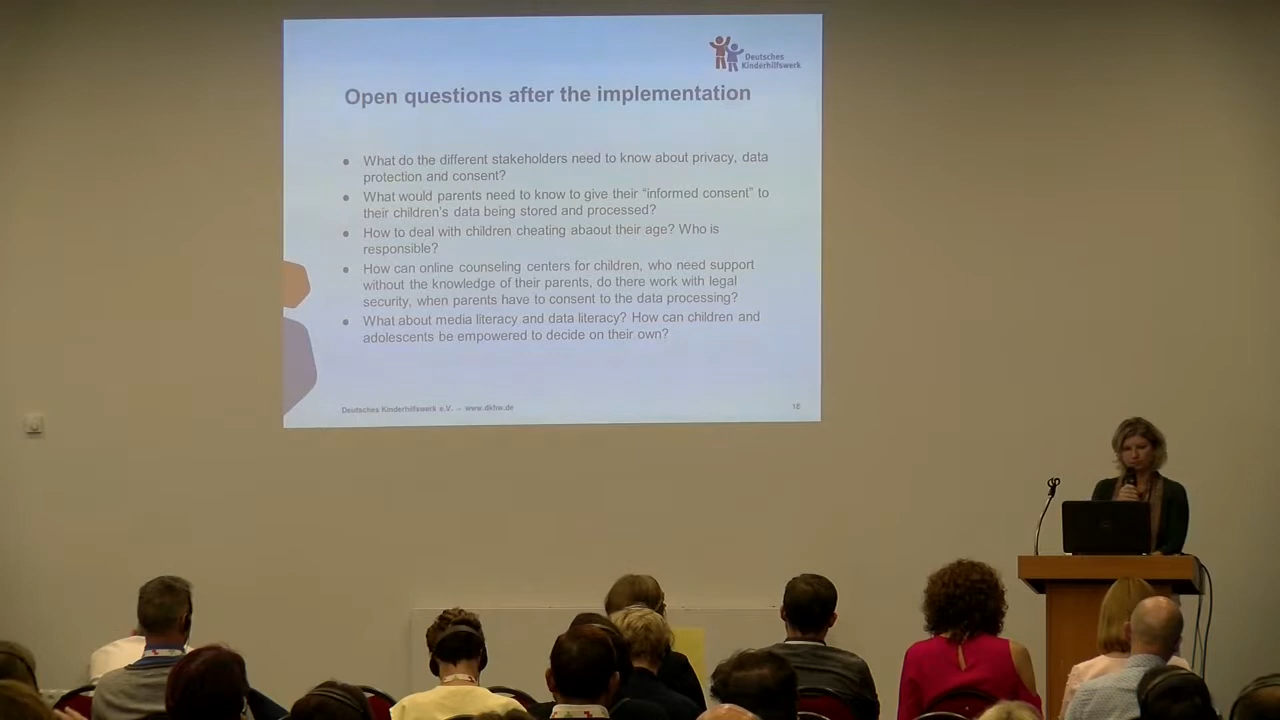 Deutsches
Kinderhilfswerk
Open questions after the implementation
● What do the different stakeholders need to know about privacy, data
protection and consent?
● What would parents need to know to give their “informed consent” to
their children's data being stored and processed?
● How to deal with children cheating abaout their age? Who is
responsible?
● How can online counseling centers for children, who need support
without the knowledge of their parents, do there work with legal
security, when parents have to consent to the data processing?
● What about media literacy and data literacy? How can children and
adolescents be empowered to decide on their own?
Deutsches Kinderhilfswerk e.V. – www.dkhw.de
16